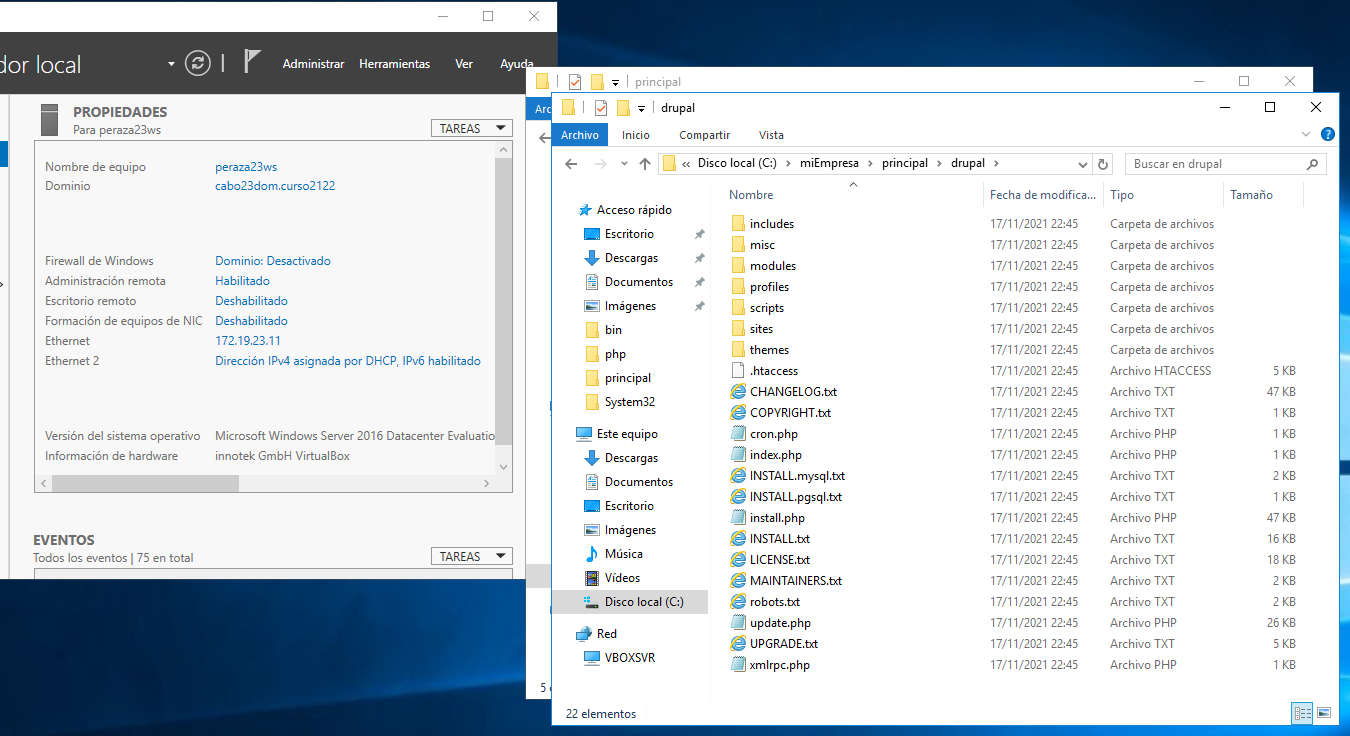 dor local
Administrar Herramientas Ver Ayuda
PROPIEDADES
Para peraza23ws
TAREAS
Nombre de equipo peraza23ws
Dominio cabo23dom.curso2122
Firewall de Windows Dominio: Desactivado
Administración remota Habilitado
Escritorio remoto Deshabilitado
Formación de equipos de NIC Deshabilitado
Ethernet 172.19.23.11
Ethernet 2 Dirección IPv4 asignada por DHCP, IPv6 habilitado
Versión del sistema operativo Microsoft Windows Server 2016 Datacenter Evaluatio
Información de hardware innotek GmbH VirtualBox
EVENTOS
Todos los eventos | 75 en total
TAREAS
principal
Arc
5
drupal
Archivo Inicio Compartir Vista
« Disco local (C:) › miEmpresa › principal › drupal ›
Buscar en drupal
Acceso rápido
Escritorio
Descargas
Documentos
Imágenes
bin
php
principal
System32
Este equipo
Descargas
Documentos
Escritorio
Imágenes
Música
Vídeos
Disco local (C:)
Red
VBOXSVR
Nombre Fecha de modifica... Tipo Tamaño
includes 17/11/2021 22:45 Carpeta de archivos
misc 17/11/2021 22:45 Carpeta de archivos
modules 17/11/2021 22:45 Carpeta de archivos
profiles 17/11/2021 22:45 Carpeta de archivos
scripts 17/11/2021 22:45 Carpeta de archivos
sites 17/11/2021 22:45 Carpeta de archivos
themes 17/11/2021 22:45 Carpeta de archivos
.htaccess 17/11/2021 22:45 Archivo HTACCESS 5 KB
CHANGELOG.txt 17/11/2021 22:45 Archivo TXT 47 KB
COPYRIGHT.txt 17/11/2021 22:45 Archivo TXT 1 KB
cron.php 17/11/2021 22:45 Archivo PHP 1 KB
index.php 17/11/2021 22:45 Archivo PHP 1 KB
INSTALL.mysql.txt 17/11/2021 22:45 Archivo TXT 2 KB
INSTALL.pgsql.txt 17/11/2021 22:45 Archivo TXT 1 KB
install.php 17/11/2021 22:45 Archivo PHP 47 KB
INSTALL.txt 17/11/2021 22:45 Archivo TXT 16 KB
LICENSE.txt 17/11/2021 22:45 Archivo TXT 18 KB
MAINTAINERS.txt 17/11/2021 22:45 Archivo TXT 2 KB
robots.txt 17/11/2021 22:45 Archivo TXT 2 KB
update.php 17/11/2021 22:45 Archivo PHP 26 KB
UPGRADE.txt 17/11/2021 22:45 Archivo TXT 5 KB
xmlrpc.php 17/11/2021 22:45 Archivo PHP 1 KB
22 elementos